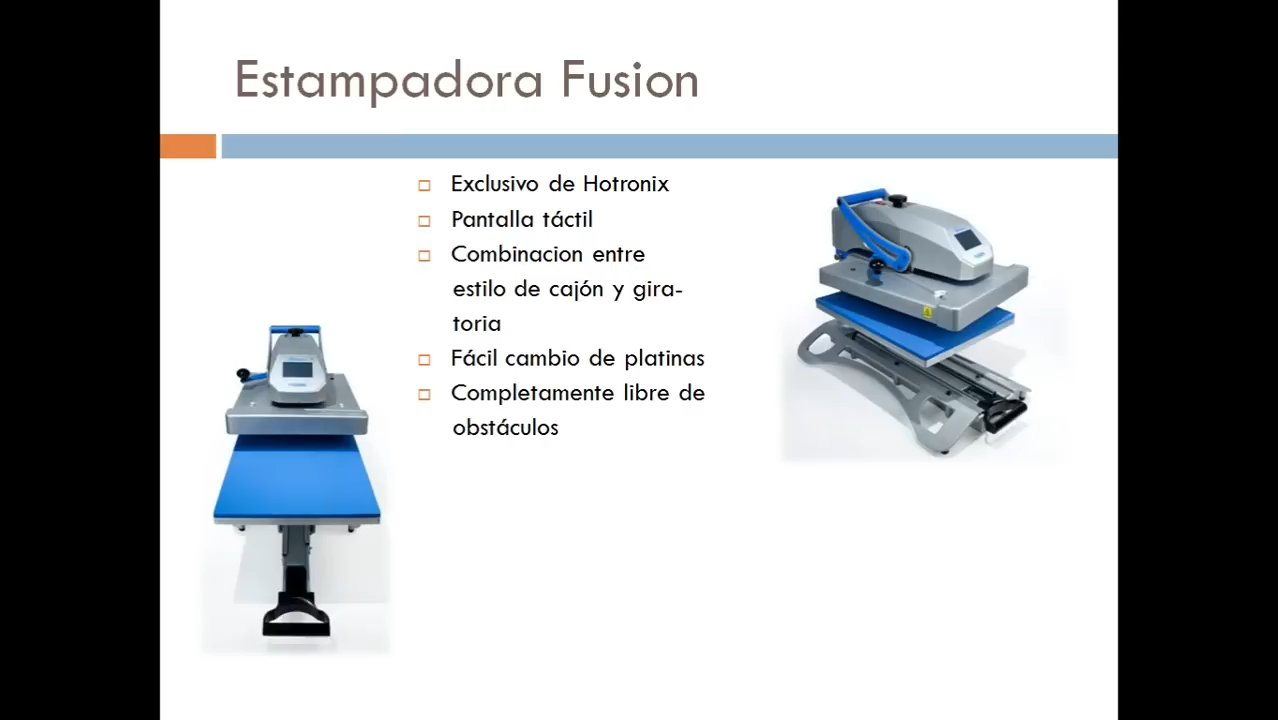 Estampadora Fusion
Exclusivo de Hotronix
Pantalla táctil
Combinacion entre
estilo de cajón y gira-
toria
Fácil cambio de platinas
Completamente libre de
obstáculos